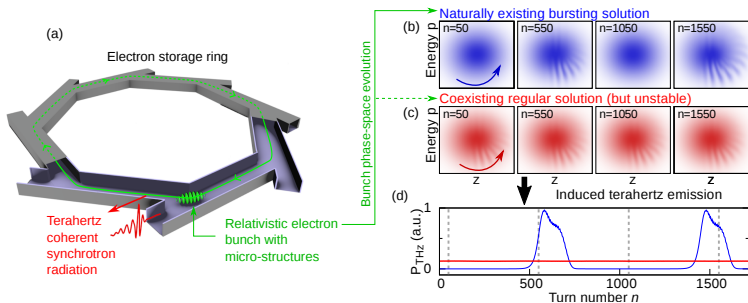 (a)
Electron storage ring
Terahertz
coherent
synchrotron
radiation
Relativistic electron
bunch with
micro-structures
Bunch phase-space evolution
Naturally existing bursting solution
(b)
Energy p
n=50
n=550
n=1050
n=1550
Coexisting regular solution (but unstable)
(c)
Energy p
n=50
n=550
n=1050
n=1550
z
z
z
z
(d)
Induced terahertz emission
P_THz (a.u.)
1
0
0
500
1000
1500
Turn number n